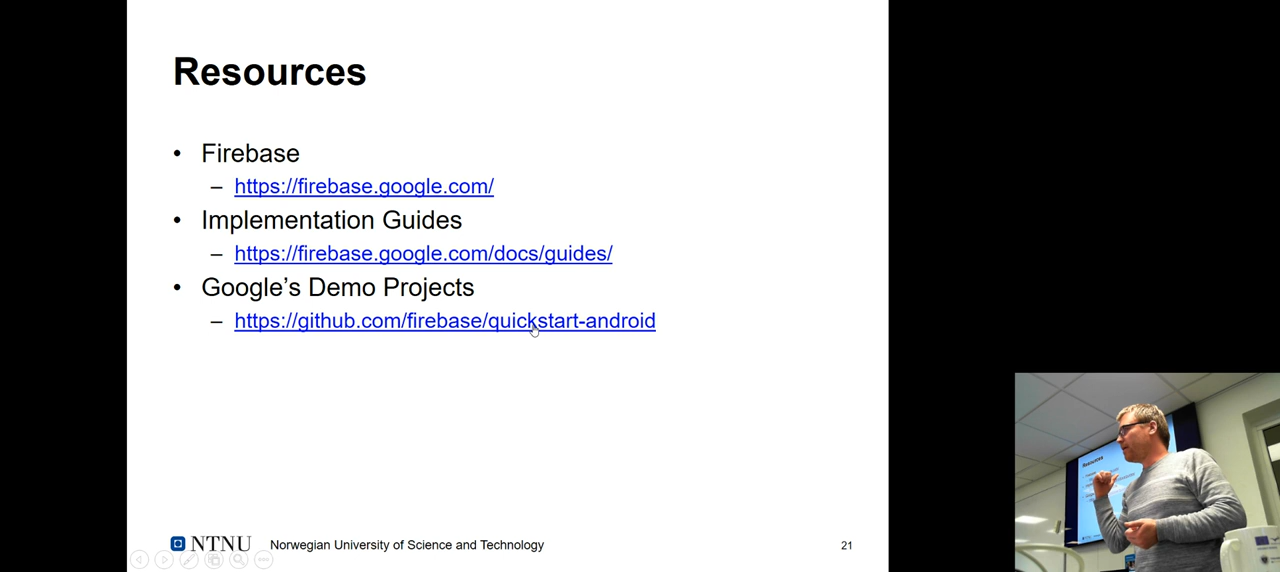 Resources
• Firebase
– https://firebase.google.com/
• Implementation Guides
– https://firebase.google.com/docs/guides/
• Google’s Demo Projects
– https://github.com/firebase/quickstart-android
NTNU Norwegian University of Science and Technology 21
Resources